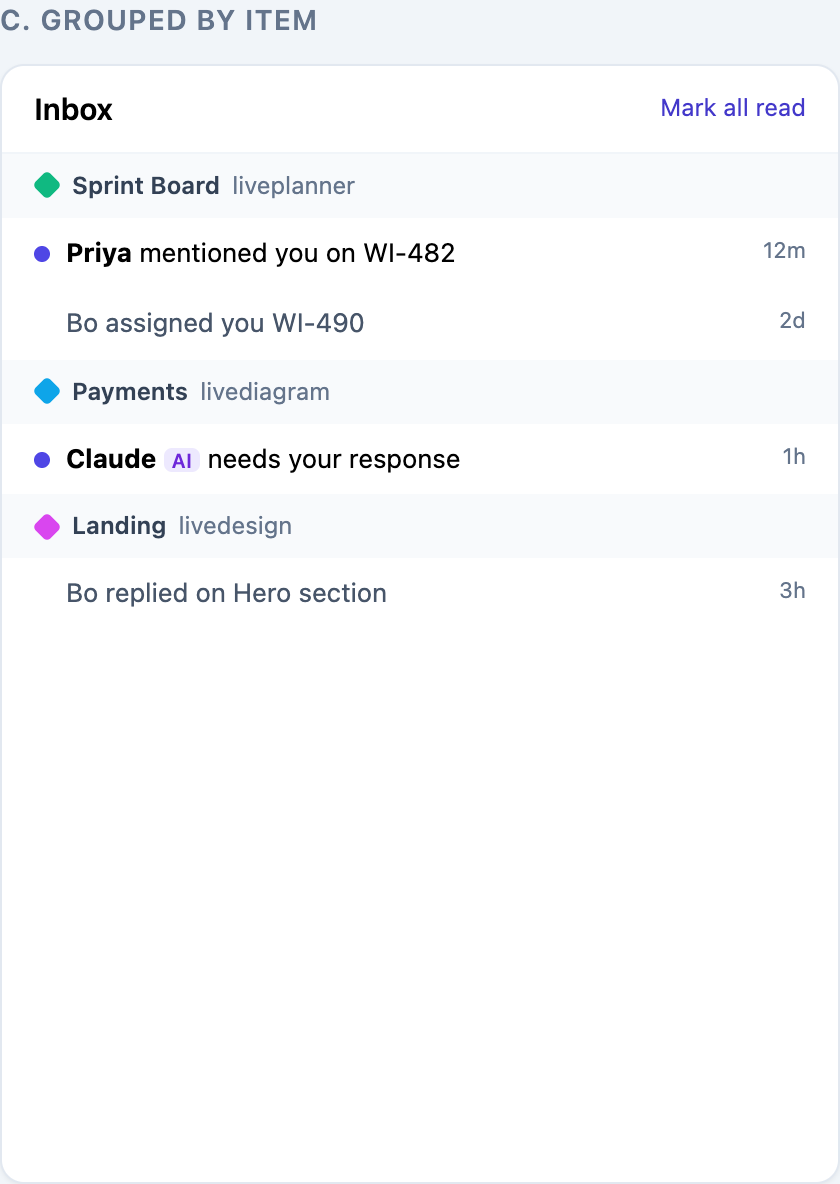 C. GROUPED BY ITEM
Inbox Mark all read
Sprint Board liveplanner
Priya mentioned you on WI-482 12m
Bo assigned you WI-490 2d
Payments livediagram
Claude AI needs your response 1h
Landing livedesign
Bo replied on Hero section 3h